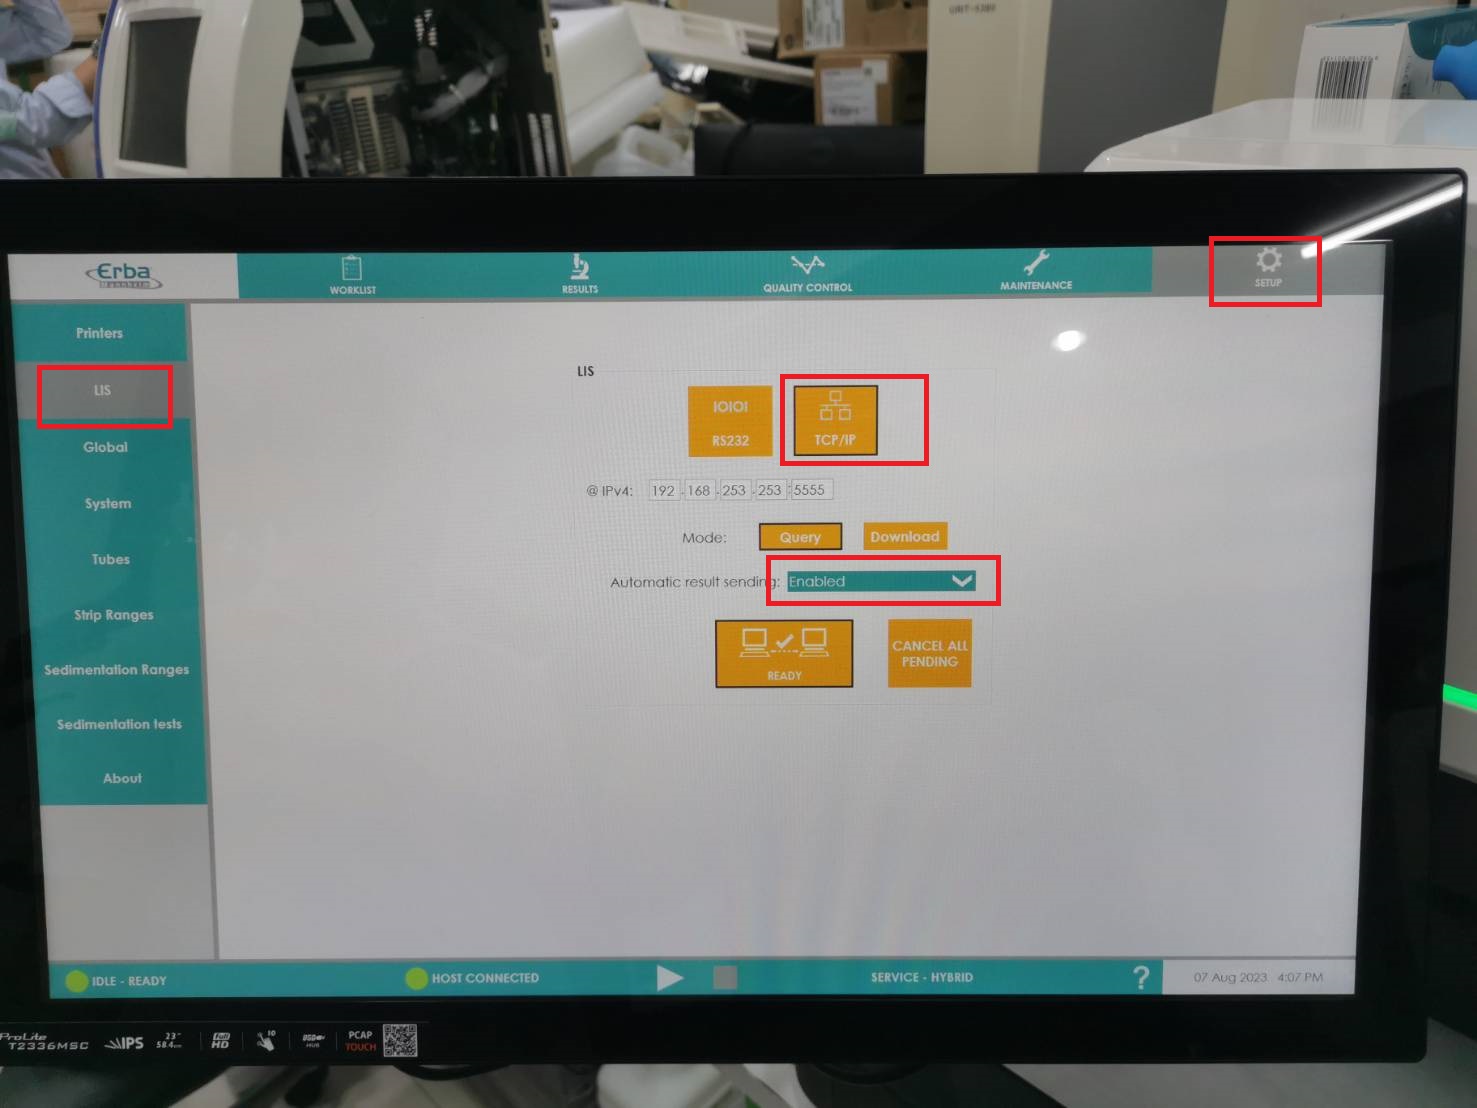 Erba
Mannheim
WORKLIST
RESULTS
QUALITY CONTROL
MAINTENANCE
SETUP
Printers
LIS
Global
System
Tubes
Strip Ranges
Sedimentation Ranges
Sedimentation tests
About
LIS
IOIOI
RS232
TCP/IP
@ IPv4: 192 . 168 . 253 . 253 : 5555
Mode: Query Download
Automatic result sending: Enabled
READY
CANCEL ALL
PENDING
IDLE - READY
HOST CONNECTED
SERVICE - HYBRID
?
07 Aug 2023 4:07 PM
ProLite
T2336MSC
IPS
23"
58.4cm
Full
HD
10
HUB
PCAP
TOUCH